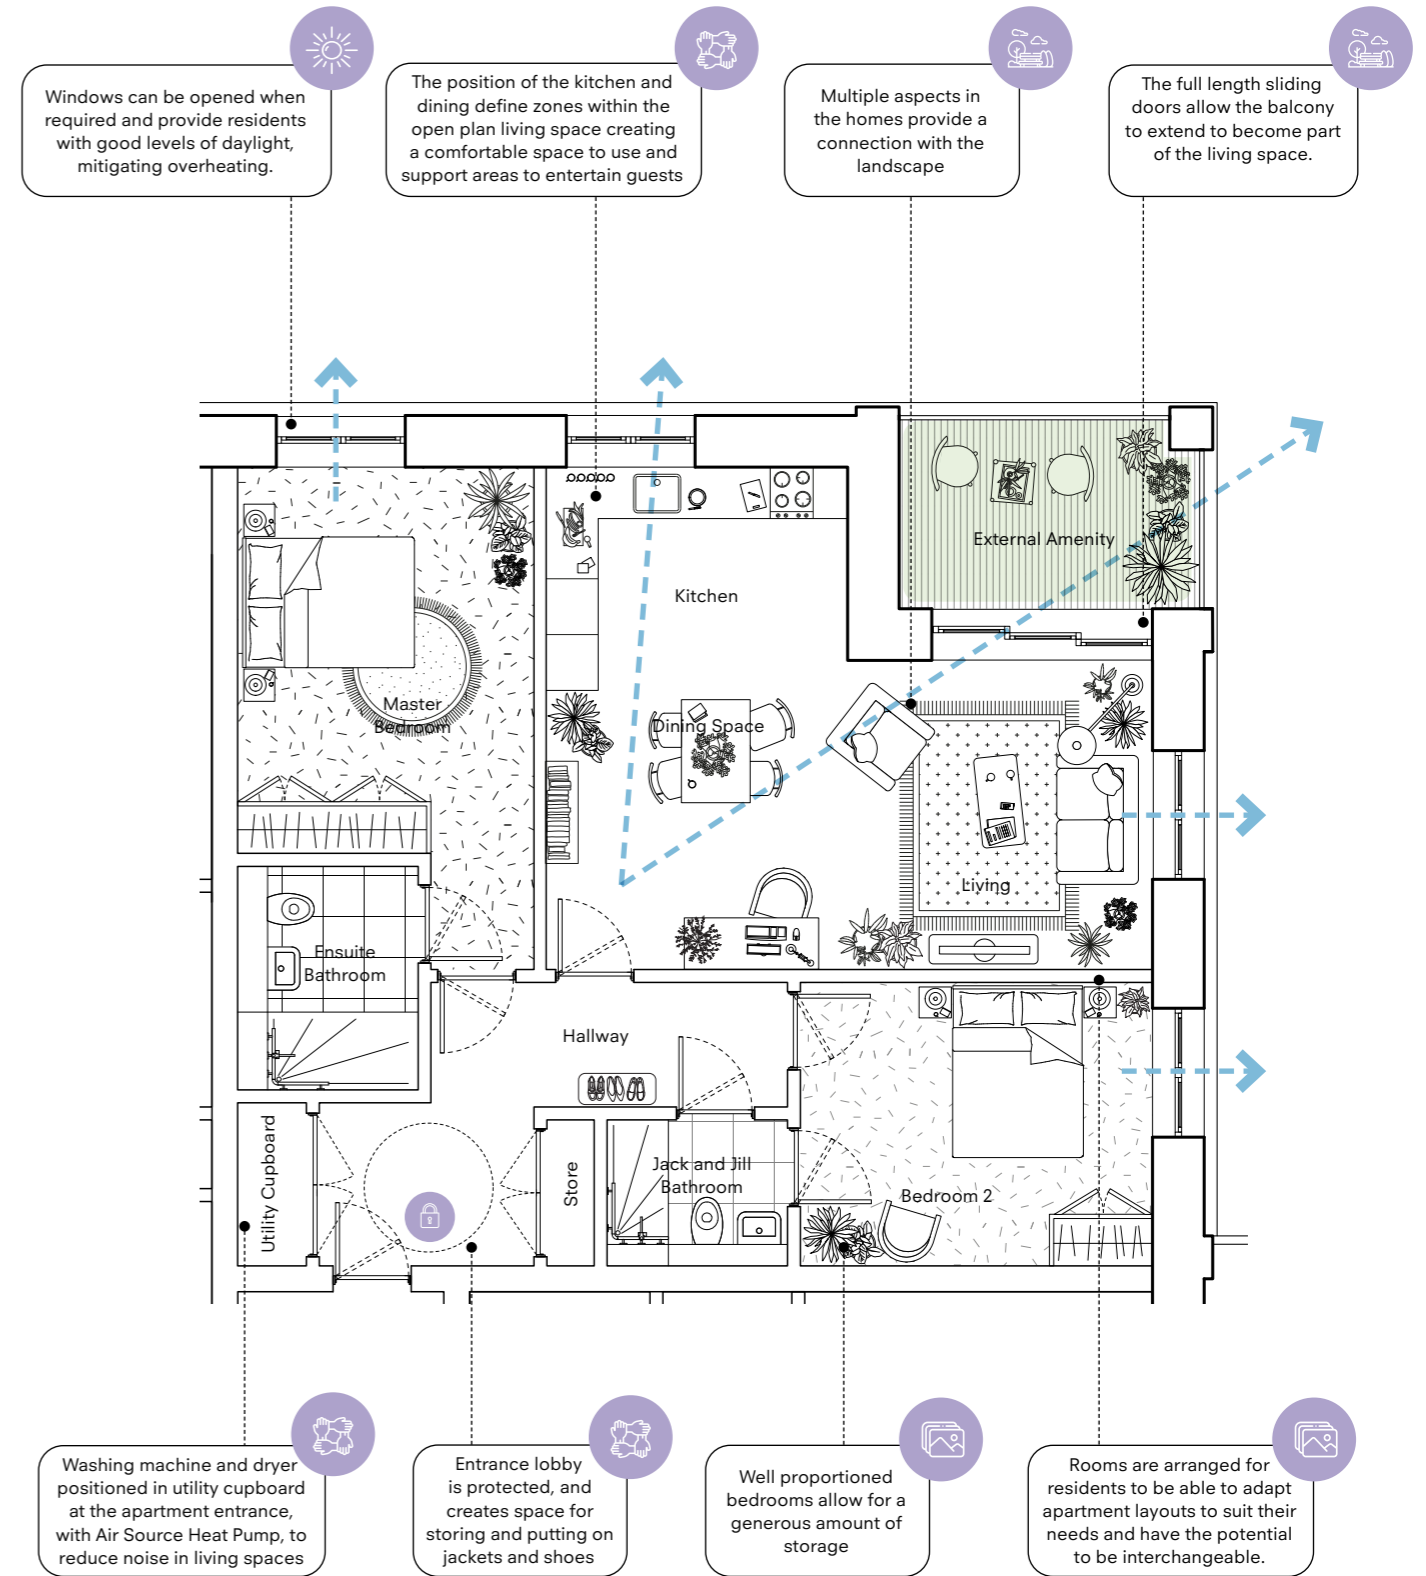 Windows can be opened when
required and provide residents
with good levels of daylight,
mitigating overheating.
The position of the kitchen and
dining define zones within the
open plan living space creating
a comfortable space to use and
support areas to entertain guests
Multiple aspects in
the homes provide a
connection with the
landscape
The full length sliding
doors allow the balcony
to extend to become part
of the living space.
External Amenity
Kitchen
Master
Bedroom
Dining Space
Living
Ensuite
Bathroom
Hallway
Utility Cupboard
Store
Jack and Jill
Bathroom
Bedroom 2
Washing machine and dryer
positioned in utility cupboard
at the apartment entrance,
with Air Source Heat Pump, to
reduce noise in living spaces
Entrance lobby
is protected, and
creates space for
storing and putting on
jackets and shoes
Well proportioned
bedrooms allow for a
generous amount of
storage
Rooms are arranged for
residents to be able to adapt
apartment layouts to suit their
needs and have the potential
to be interchangeable.